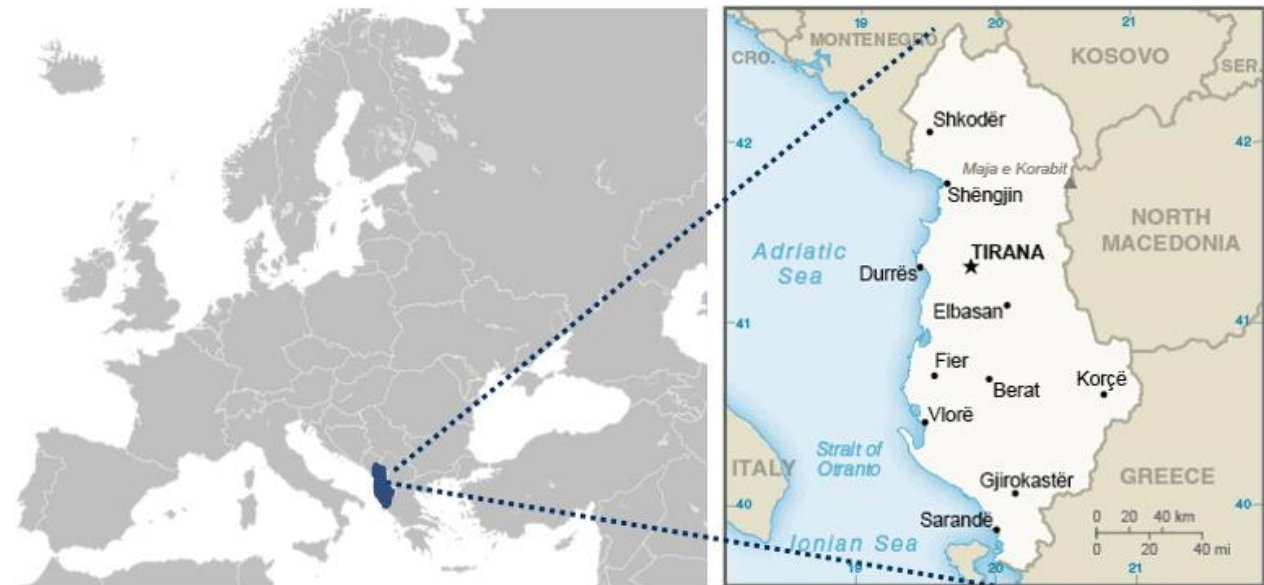 19
20
21
MONTENEGRO
CRO.
KOSOVO
SER.
Shkodër
42
42
Maja e Korabit
Shëngjin
NORTH
MACEDONIA
Adriatic
Sea
TIRANA
Durrës
Elbasan
41
41
Fier
Berat
Korçë
Vlorë
Strait of
Otranto
ITALY
Gjirokastër
GREECE
40
40
Sarandë
0 20 40 km
0 20 40 mi
Ionian Sea
19
20
21